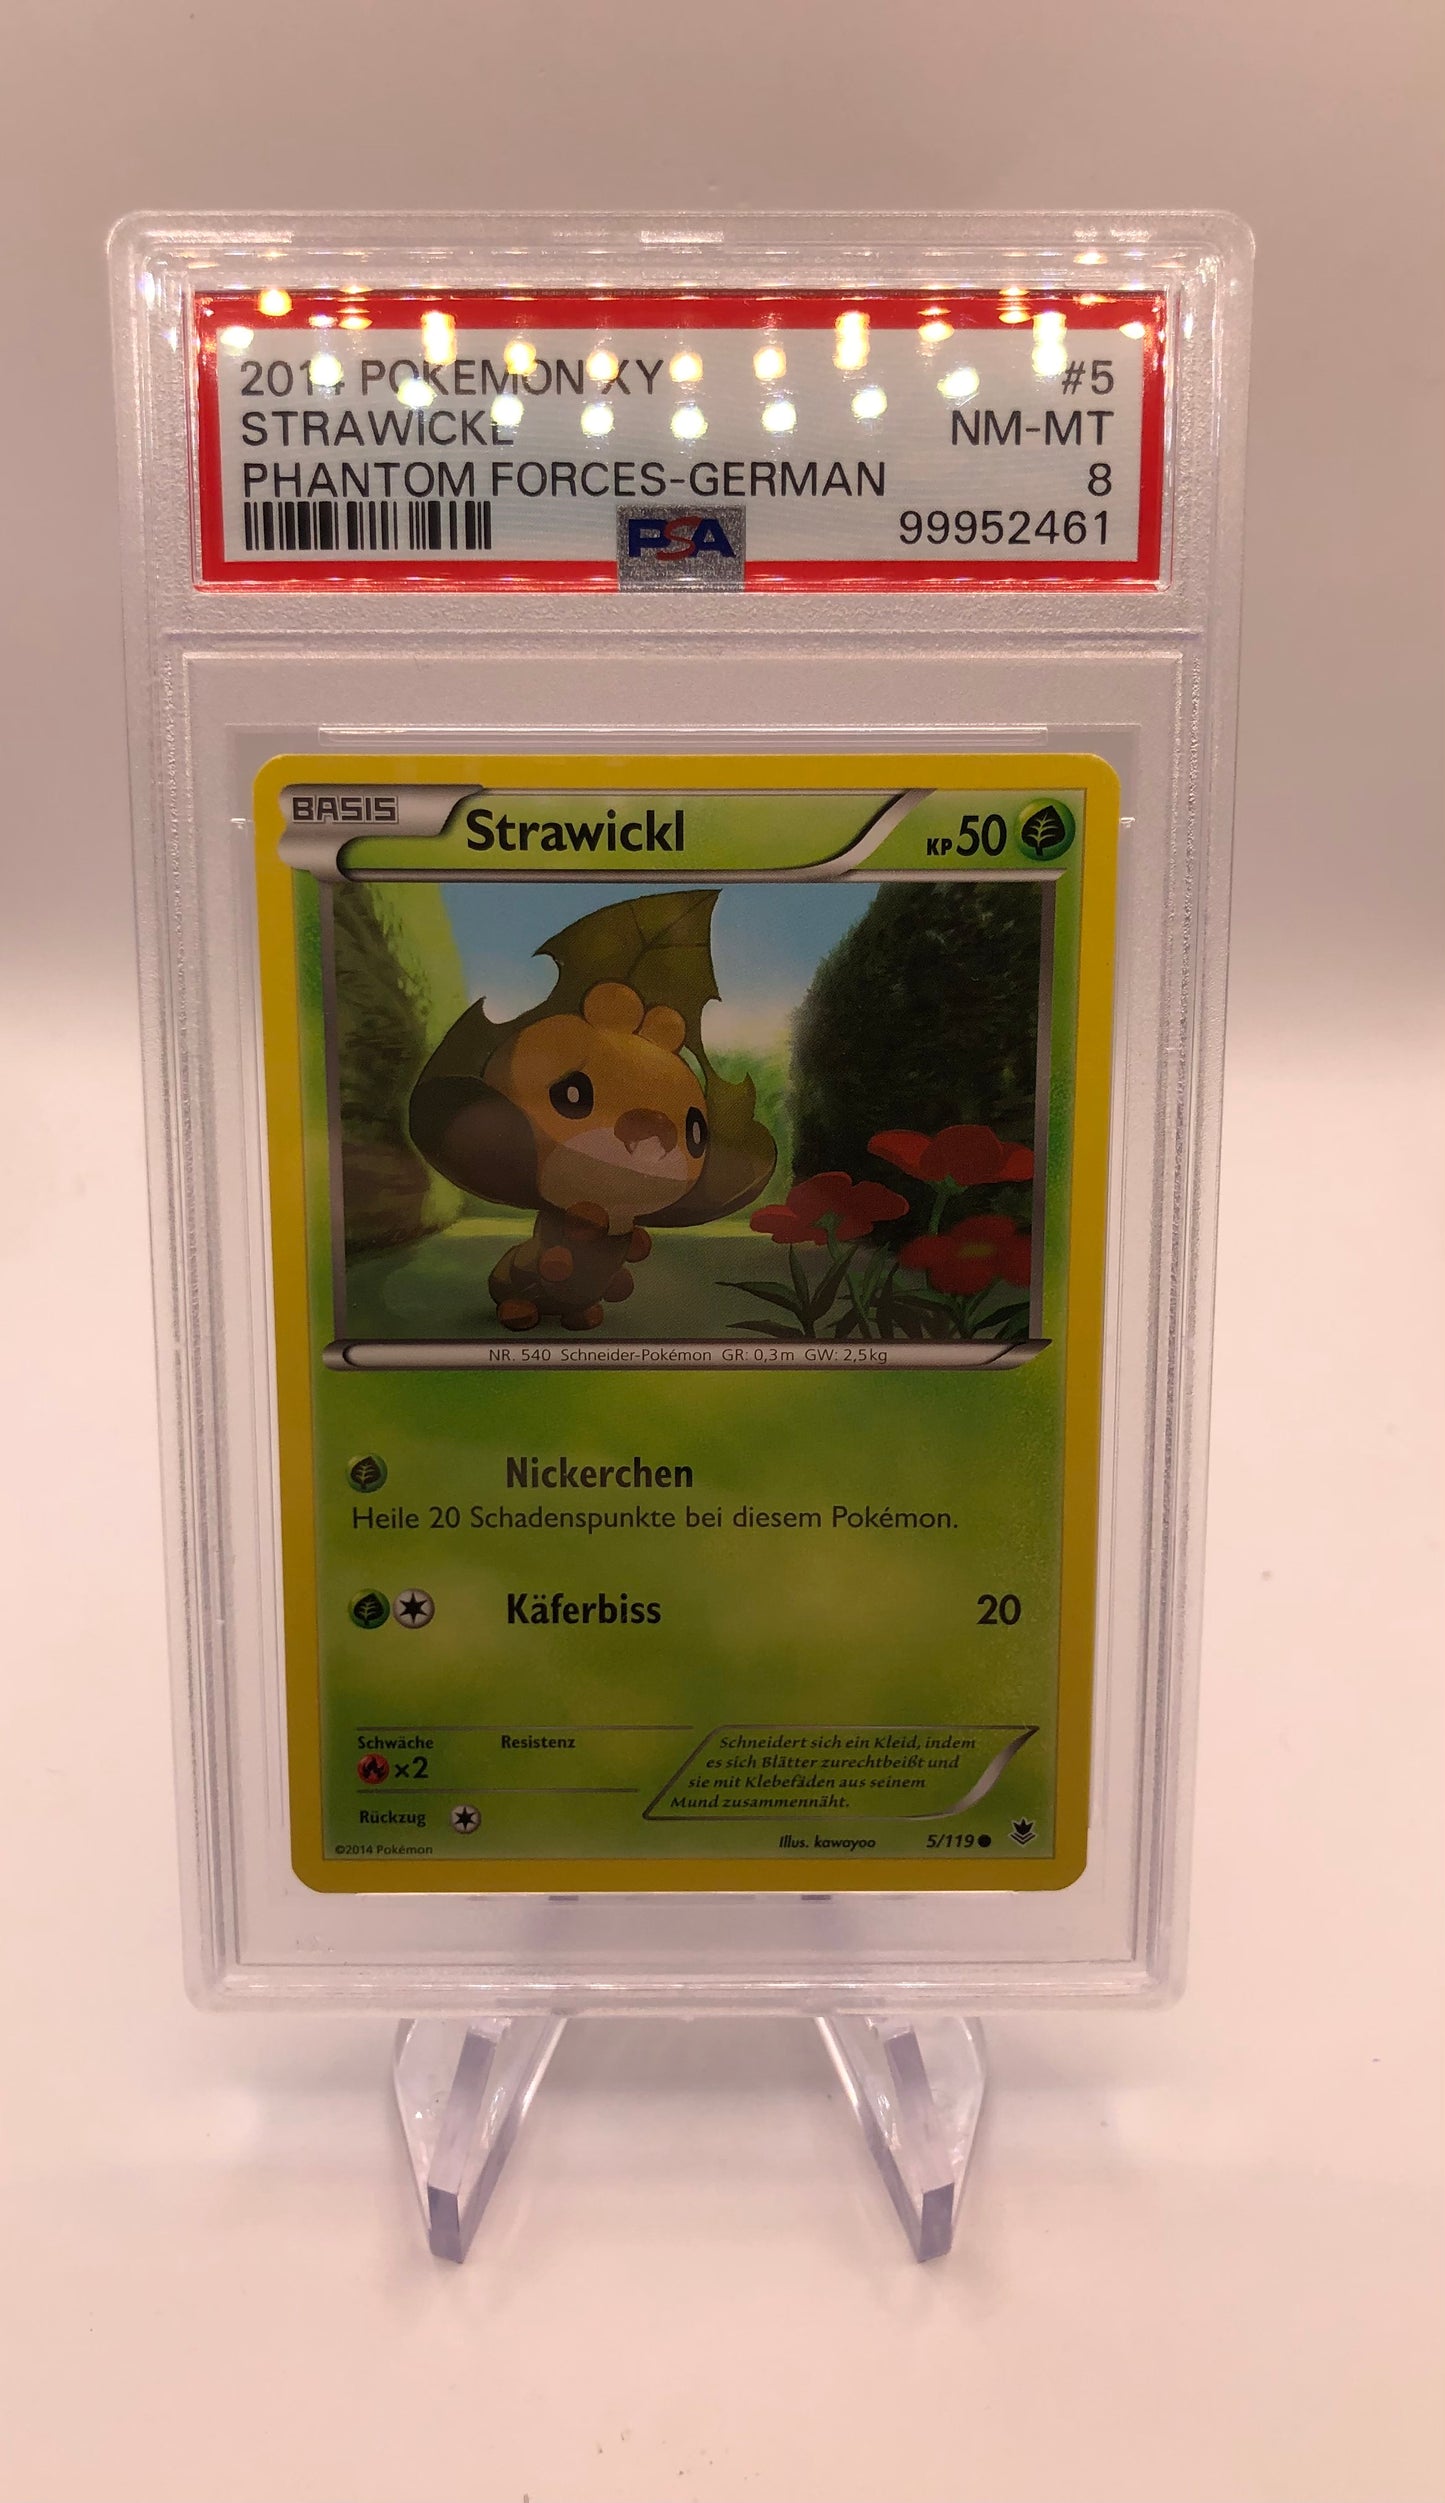 2014 POKEMON XY #5
STRAWICKL NM-MT
PHANTOM FORCES-GERMAN 8
PSA 99952461
BASIS Strawickl KP50
NR. 540 Schneider-Pokémon GR: 0,3m GW: 2,5kg
Nickerchen
Heile 20 Schadenspunkte bei diesem Pokémon.
Käferbiss 20
Schwäche Resistenz
×2
Rückzug
Schneidert sich ein Kleid, indem
es sich Blätter zurechtbeißt und
sie mit Klebefäden aus seinem
Mund zusammennäht.
©2014 Pokémon Illus. kawayoo 5/119